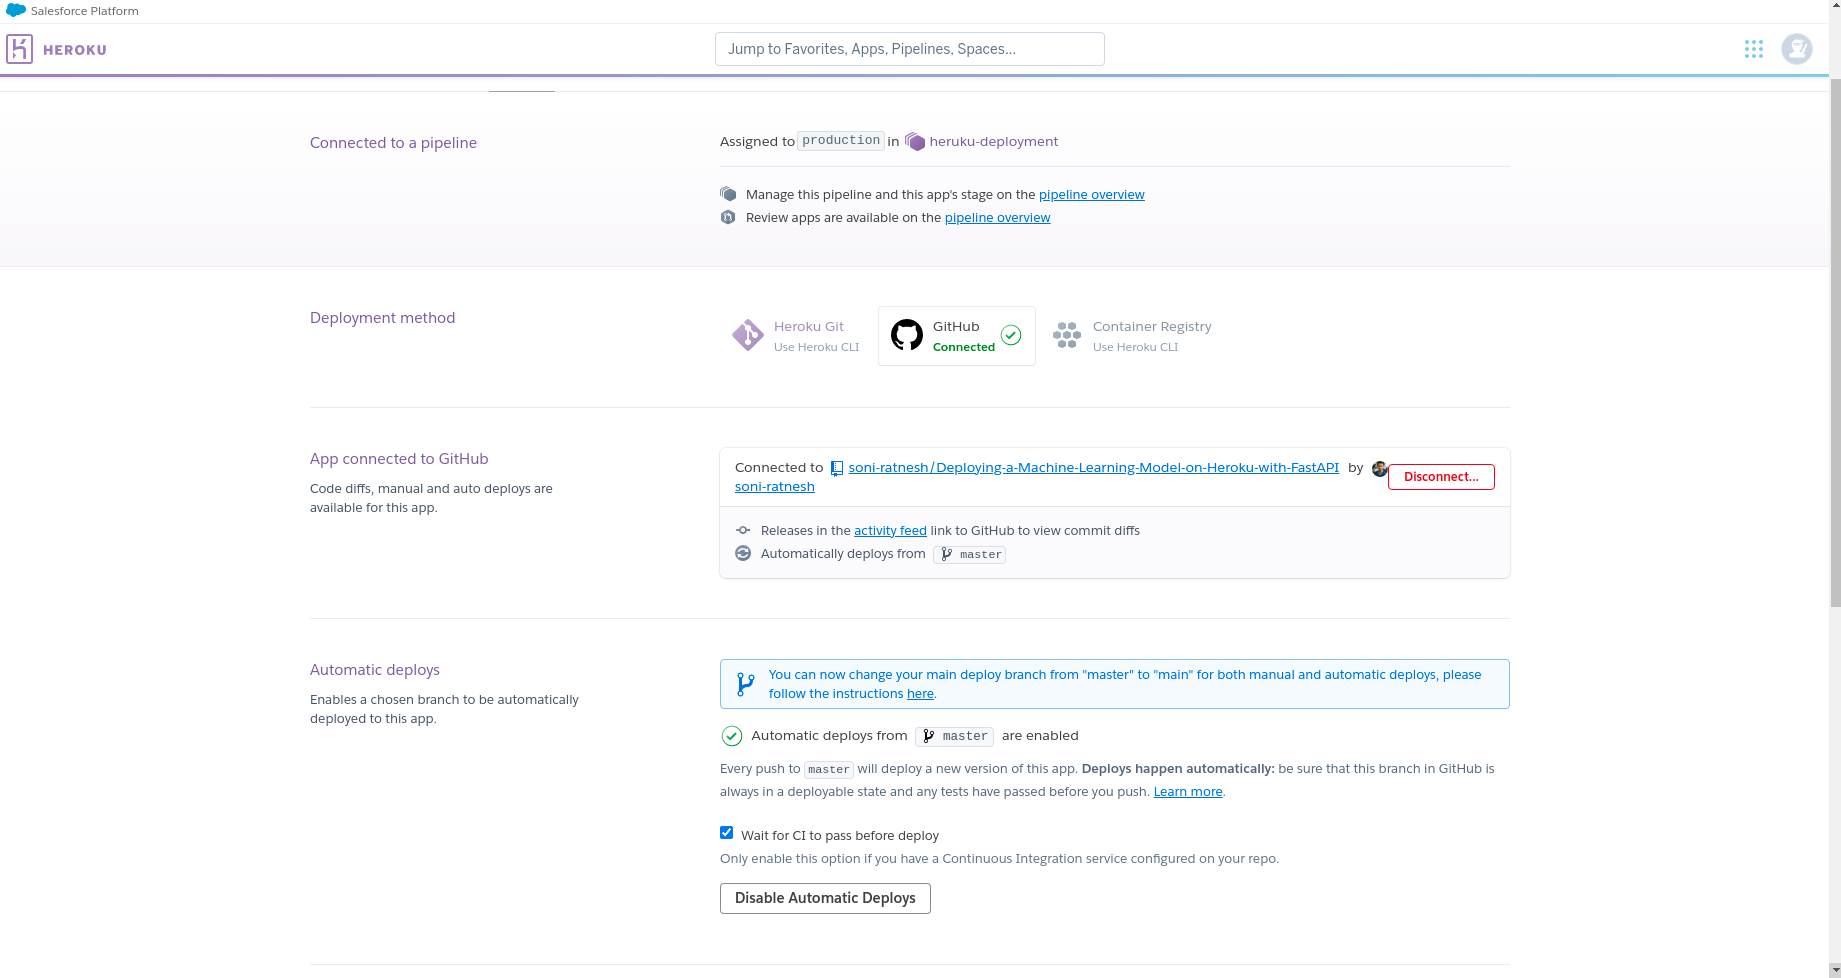 Salesforce Platform
HEROKU
Jump to Favorites, Apps, Pipelines, Spaces...
Connected to a pipeline
Assigned to production in heruku-deployment
Manage this pipeline and this app's stage on the pipeline overview
Review apps are available on the pipeline overview
Deployment method
Heroku Git
Use Heroku CLI
GitHub
Connected
Container Registry
Use Heroku CLI
App connected to GitHub
Code diffs, manual and auto deploys are
available for this app.
Connected to soni-ratnesh/Deploying-a-Machine-Learning-Model-on-Heroku-with-FastAPI by
soni-ratnesh
Disconnect...
Releases in the activity feed link to GitHub to view commit diffs
Automatically deploys from master
Automatic deploys
Enables a chosen branch to be automatically
deployed to this app.
You can now change your main deploy branch from "master" to "main" for both manual and automatic deploys, please
follow the instructions here.
Automatic deploys from master are enabled
Every push to master will deploy a new version of this app. Deploys happen automatically: be sure that this branch in GitHub is
always in a deployable state and any tests have passed before you push. Learn more.
Wait for CI to pass before deploy
Only enable this option if you have a Continuous Integration service configured on your repo.
Disable Automatic Deploys